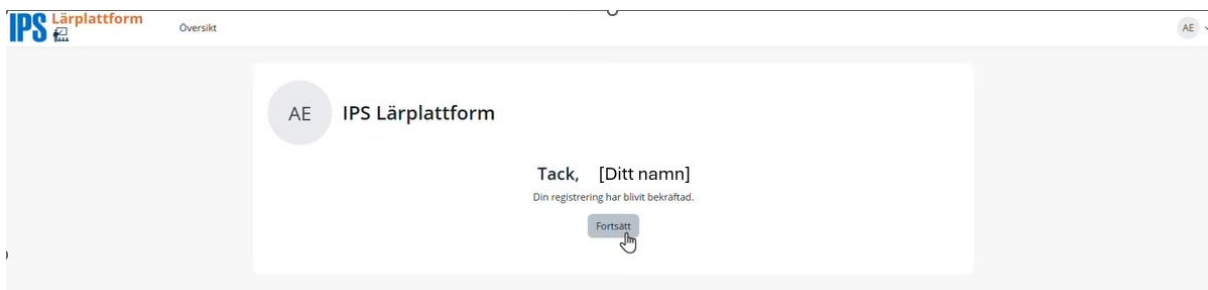 IPS Lärplattform
Översikt
AE
AE
IPS Lärplattform
Tack, [Ditt namn]
Din registrering har blivit bekräftad.
Fortsätt